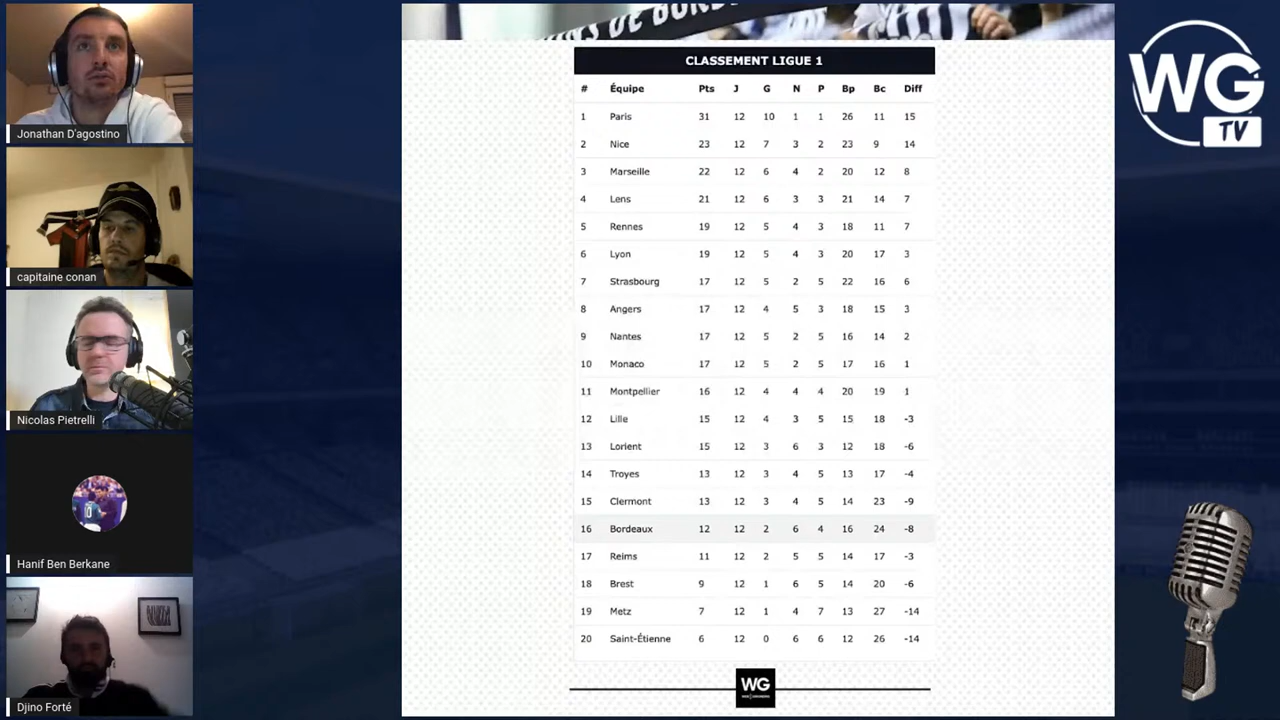 Jonathan D'agostino
capitaine conan
Nicolas Pietrelli
10
Hanif Ben Berkane
Djino Forté
DE BORD
CLASSEMENT LIGUE 1
# Équipe Pts J G N P Bp Bc Diff
1 Paris 31 12 10 1 1 26 11 15
2 Nice 23 12 7 3 2 23 9 14
3 Marseille 22 12 6 4 2 20 12 8
4 Lens 21 12 6 3 3 21 14 7
5 Rennes 19 12 5 4 3 18 11 7
6 Lyon 19 12 5 4 3 20 17 3
7 Strasbourg 17 12 5 2 5 22 16 6
8 Angers 17 12 4 5 3 18 15 3
9 Nantes 17 12 5 2 5 16 14 2
10 Monaco 17 12 5 2 5 17 16 1
11 Montpellier 16 12 4 4 4 20 19 1
12 Lille 15 12 4 3 5 15 18 -3
13 Lorient 15 12 3 6 3 12 18 -6
14 Troyes 13 12 3 4 5 13 17 -4
15 Clermont 13 12 3 4 5 14 23 -9
16 Bordeaux 12 12 2 6 4 16 24 -8
17 Reims 11 12 2 5 5 14 17 -3
18 Brest 9 12 1 6 5 14 20 -6
19 Metz 7 12 1 4 7 13 27 -14
20 Saint-Étienne 6 12 0 6 6 12 26 -14
WG
WG
TV